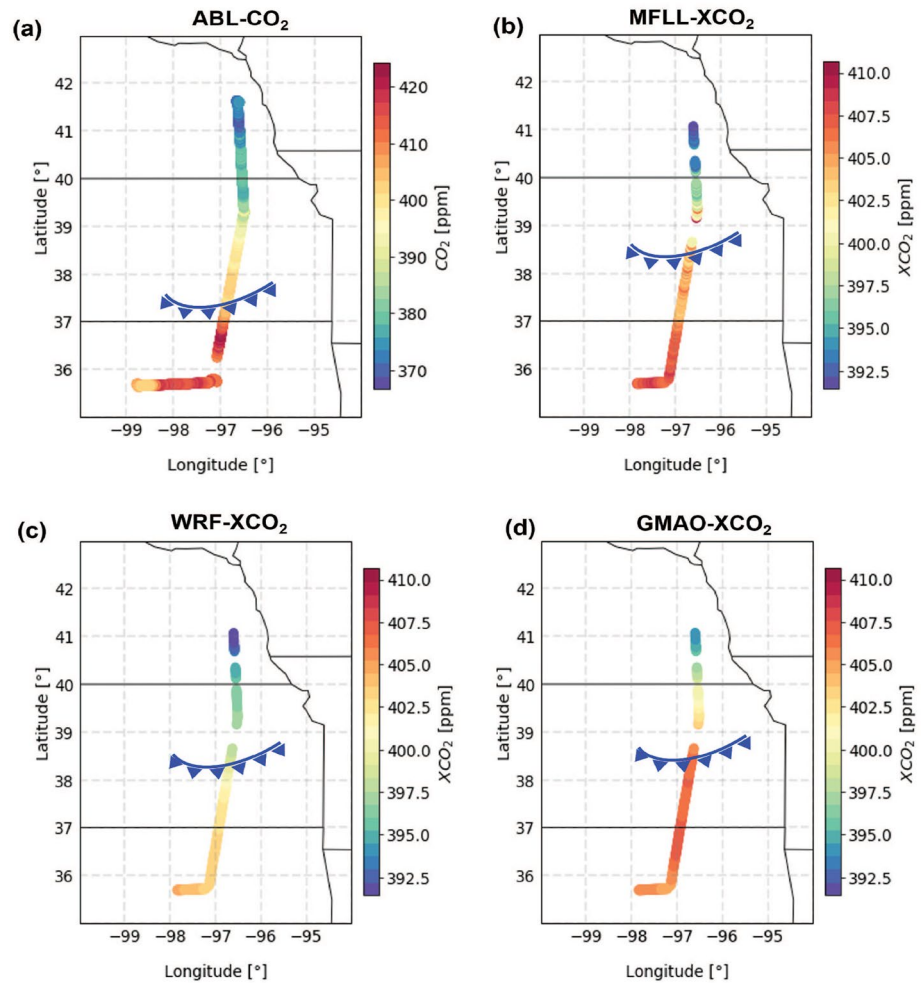 (a)
ABL-CO₂
42
41
40
39
38
37
36
−99 −98 −97 −96 −95
Latitude [°]
Longitude [°]
420
410
400
390
380
370
CO₂ [ppm]
(b)
MFLL-XCO₂
42
41
40
39
38
37
36
−99 −98 −97 −96 −95
Latitude [°]
Longitude [°]
410.0
407.5
405.0
402.5
400.0
397.5
395.0
392.5
XCO₂ [ppm]
(c)
WRF-XCO₂
42
41
40
39
38
37
36
−99 −98 −97 −96 −95
Latitude [°]
Longitude [°]
410.0
407.5
405.0
402.5
400.0
397.5
395.0
392.5
XCO₂ [ppm]
(d)
GMAO-XCO₂
42
41
40
39
38
37
36
−99 −98 −97 −96 −95
Latitude [°]
Longitude [°]
410.0
407.5
405.0
402.5
400.0
397.5
395.0
392.5
XCO₂ [ppm]